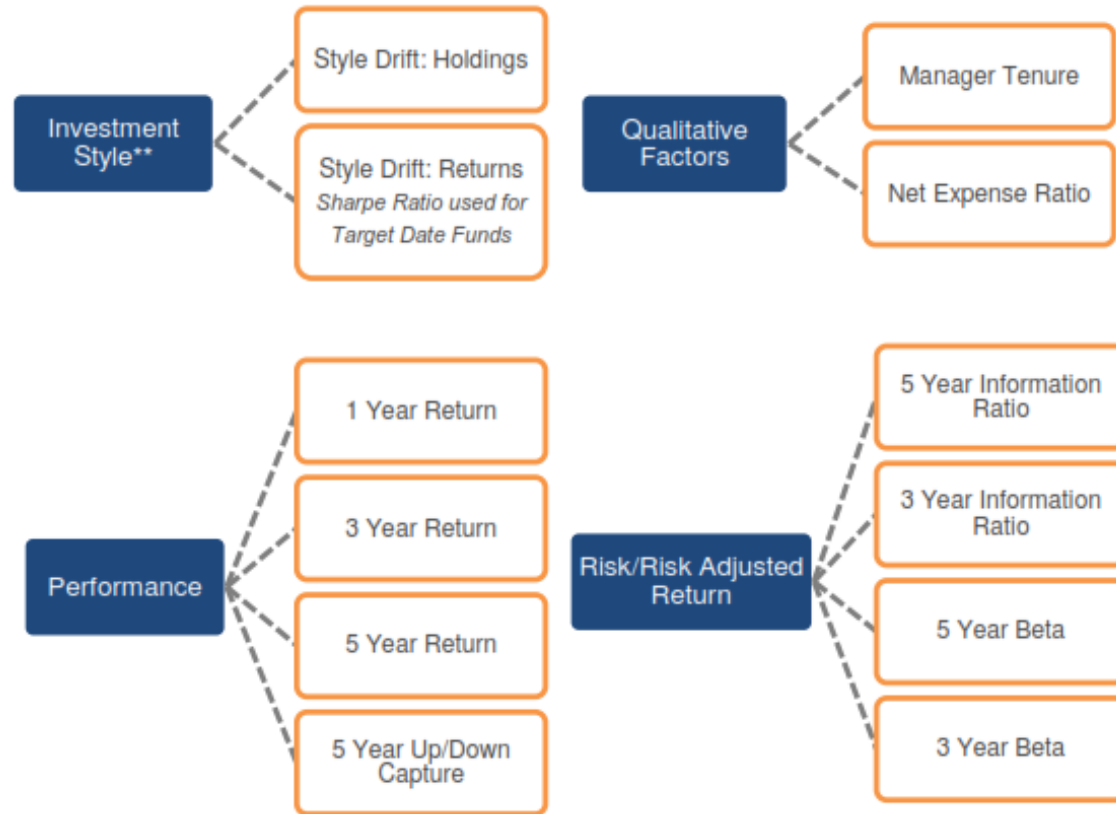 Investment
Style**
Style Drift: Holdings
Style Drift: Returns
Sharpe Ratio used for
Target Date Funds
Qualitative
Factors
Manager Tenure
Net Expense Ratio
Performance
1 Year Return
3 Year Return
5 Year Return
5 Year Up/Down
Capture
Risk/Risk Adjusted
Return
5 Year Information
Ratio
3 Year Information
Ratio
5 Year Beta
3 Year Beta